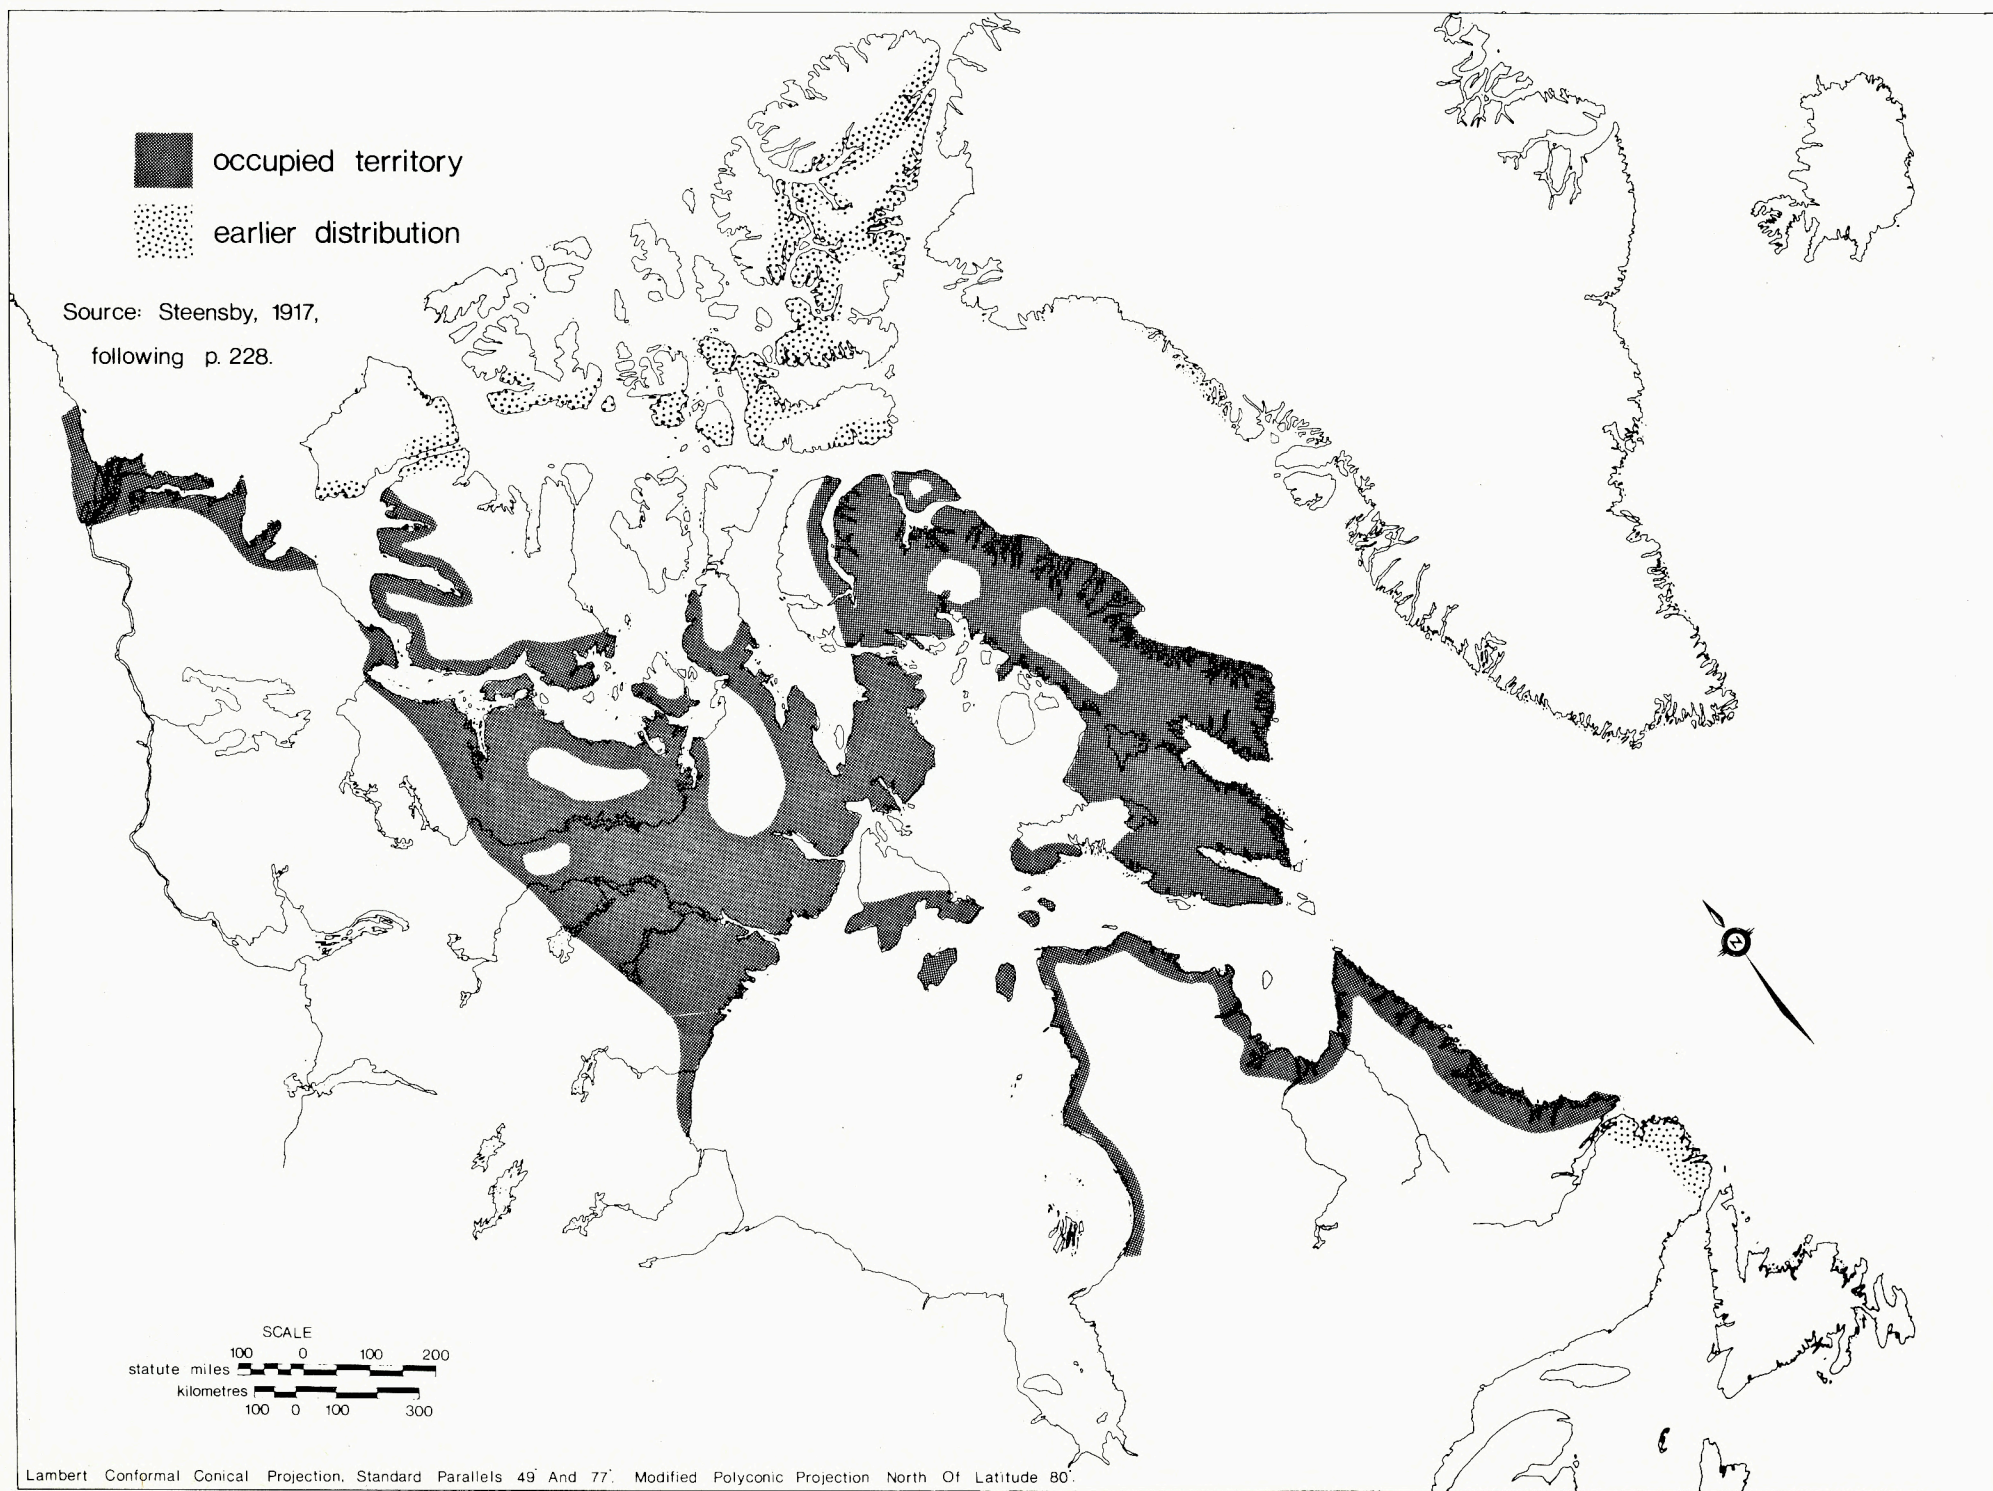 occupied territory
earlier distribution
Source: Steensby, 1917,
following p. 228.
N
SCALE
100 0 100 200
statute miles
kilometres
100 0 100 300
Lambert Conformal Conical Projection, Standard Parallels 49° And 77°. Modified Polyconic Projection North Of Latitude 80°.